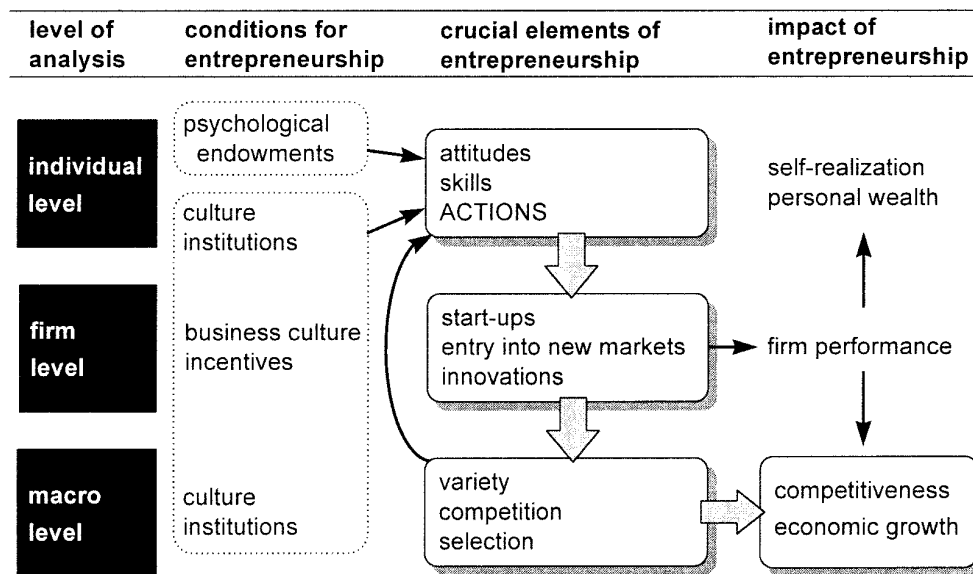 level of
analysis
conditions for
entrepreneurship
crucial elements of
entrepreneurship
impact of
entrepreneurship
individual
level
psychological
endowments
culture
institutions
attitudes
skills
ACTIONS
self-realization
personal wealth
firm
level
business culture
incentives
start-ups
entry into new markets
innovations
firm performance
macro
level
culture
institutions
variety
competition
selection
competitiveness
economic growth